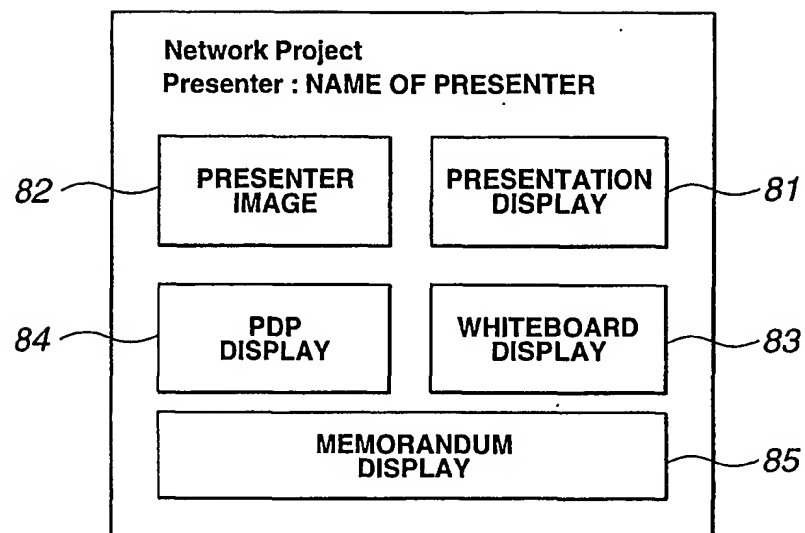 Network Project
Presenter : NAME OF PRESENTER
82
PRESENTER
IMAGE
PRESENTATION
DISPLAY
81
84
PDP
DISPLAY
WHITEBOARD
DISPLAY
83
MEMORANDUM
DISPLAY
85